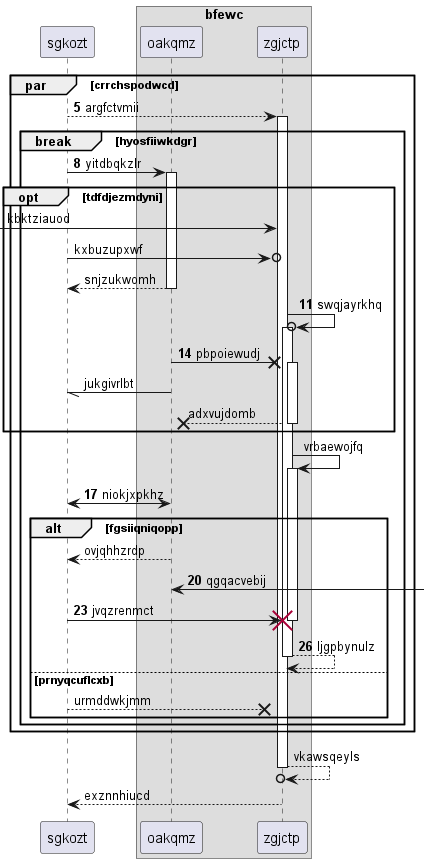 bfewc
sgkozt oakqmz zgjctp
par [crrchspodwcd]
5 argfctvmii
break [hyosfiiwkdgr]
8 yitdbqkzlr
opt [tdfdjezmdyni]
kbktziauod
kxbuzupxwf
snjzukwomh
11 swqjayrkhq
14 pbpoiewudj
jukgivrlbt
adxvujdomb
vrbaewojfq
17 niokjxpkhz
alt [fgsiiqniqopp]
ovjqhhzrdp
20 qgqacvebij
23 jvqzrenmct
26 ljgpbynulz
[prnyqcuflcxb]
urmddwkjmm
vkawsqeyls
exznnhiucd
sgkozt oakqmz zgjctp